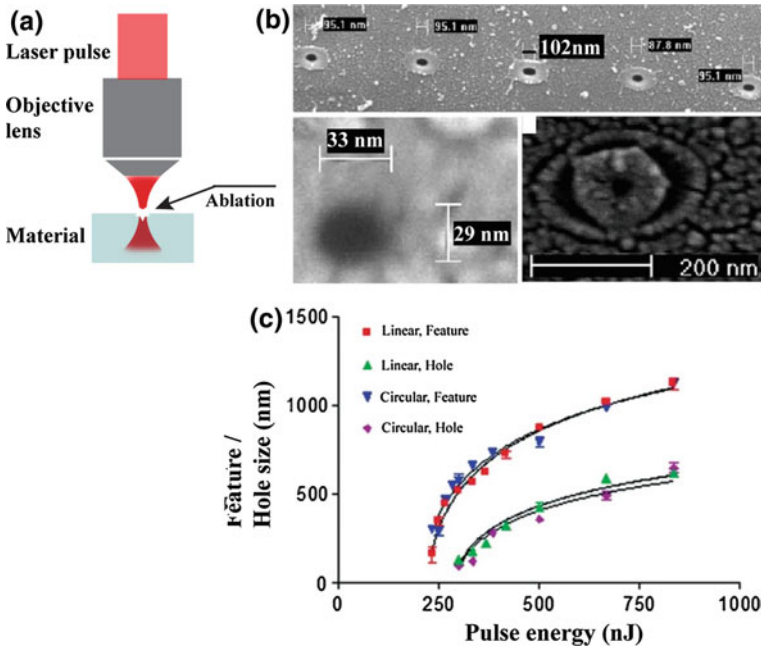 (a)
Laser pulse
Objective
lens
Ablation
Material
(b)
95.1 nm
95.1nm
102nm
87.8 nm
95.1 nm
33 nm
29 nm
200 nm
(c)
1500
1000
500
0
Feature /
Hole size (nm)
Linear, Feature
Linear, Hole
Circular, Feature
Circular, Hole
0
250
500
750
1000
Pulse energy (nJ)